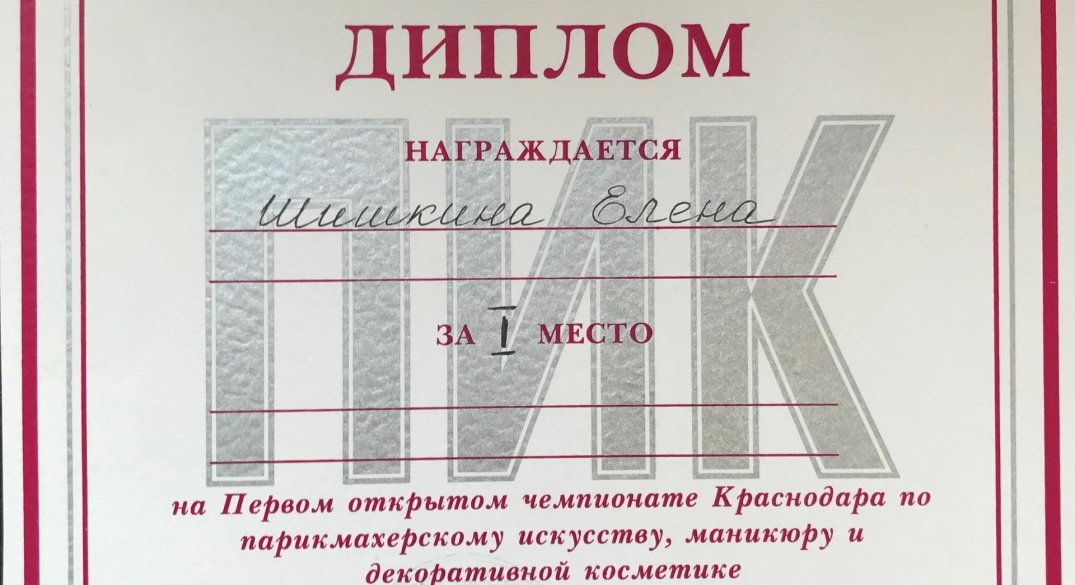 ДИПЛОМ
ПИК
НАГРАЖДАЕТСЯ
Шишкина Елена
ЗА I МЕСТО
на Первом открытом чемпионате Краснодара по
парикмахерскому искусству, маникюру и
декоративной косметике